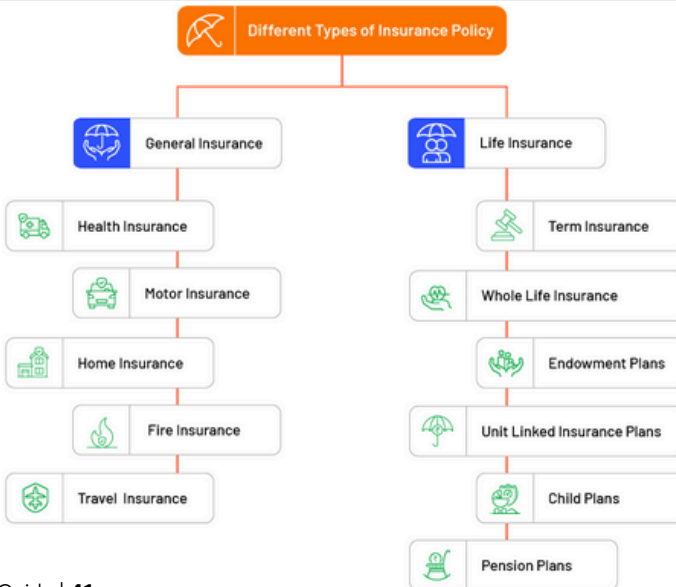 Different Types of Insurance Policy
General Insurance
Life Insurance
Health Insurance
Term Insurance
Motor Insurance
Whole Life Insurance
Home Insurance
Endowment Plans
Fire Insurance
Unit Linked Insurance Plans
Travel Insurance
Child Plans
Pension Plans
| 41